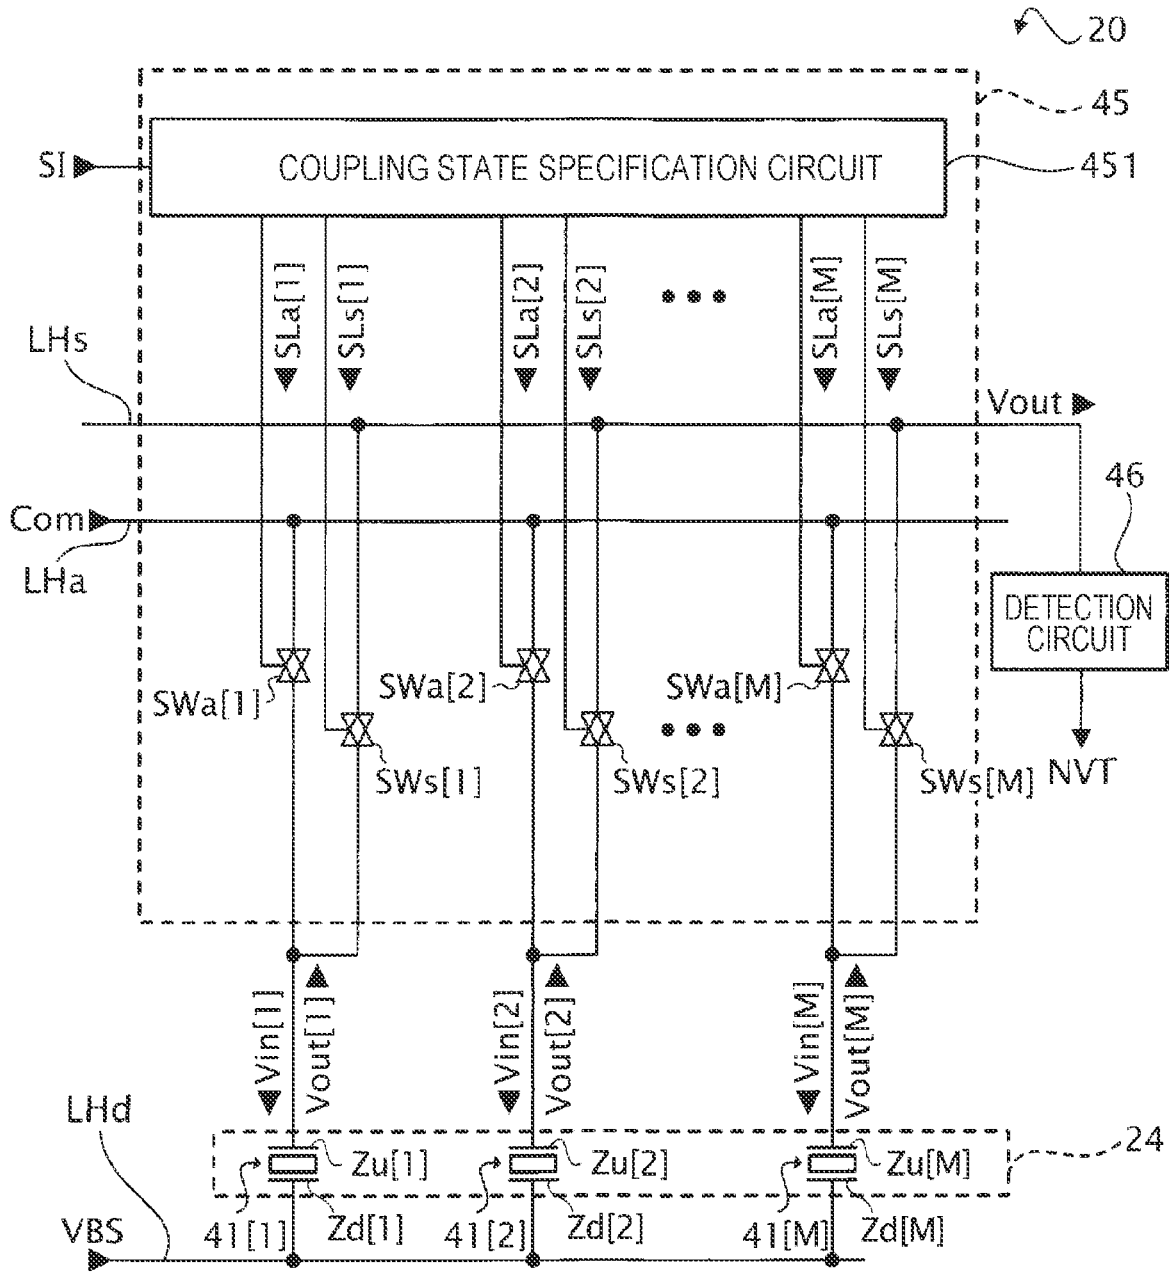 20
45
SI
COUPLING STATE SPECIFICATION CIRCUIT
451
SLa[1]
SLs[1]
SLa[2]
SLs[2]
SLa[M]
SLs[M]
LHs
Vout
46
Com
LHa
DETECTION
CIRCUIT
SWa[1]
SWa[2]
SWa[M]
SWs[1]
SWs[2]
SWs[M]
NVT
Vin[1]
Vout[1]
Vin[2]
Vout[2]
Vin[M]
Vout[M]
LHd
24
Zu[1]
Zu[2]
Zu[M]
41[1]
Zd[1]
41[2]
Zd[2]
41[M]
Zd[M]
VBS